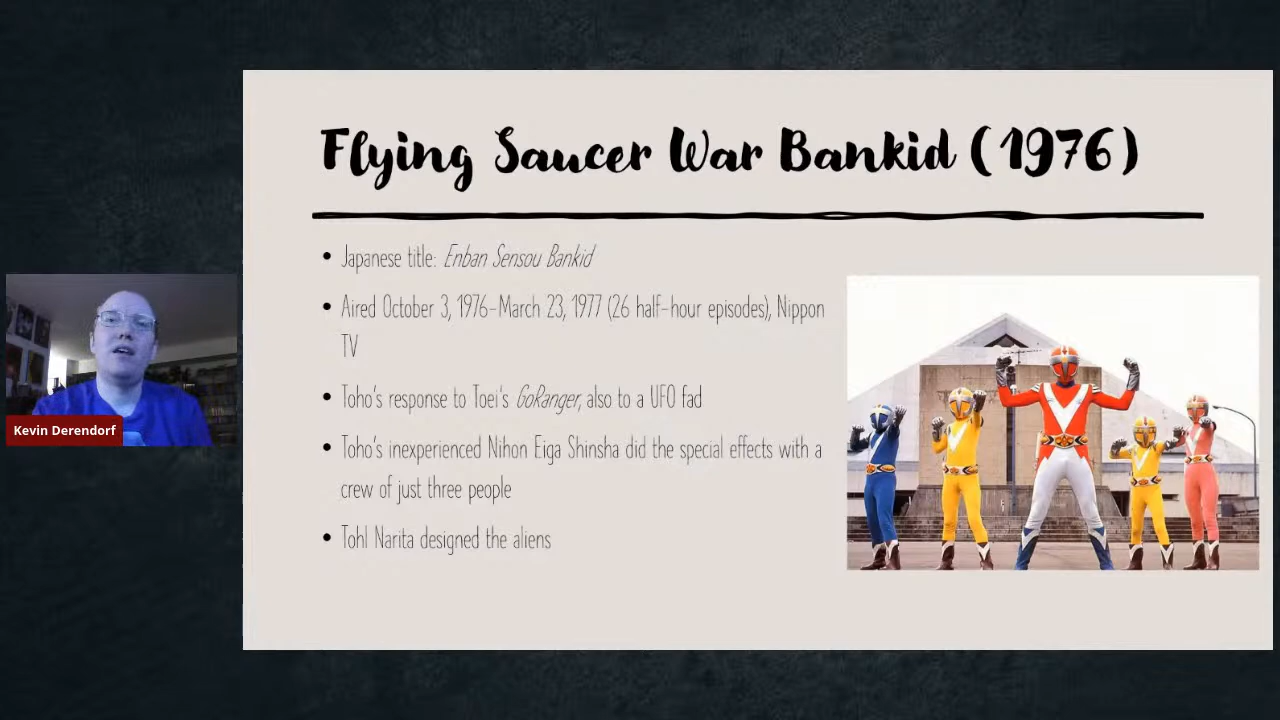 Flying Saucer War Bankid (1976)
• Japanese title: Enban Sensou Bankid
• Aired October 3, 1976-March 23, 1977 (26 half-hour episodes), Nippon
TV
• Toho's response to Toei's GoRanger, also to a UFO fad
• Toho's inexperienced Nihon Eiga Shinsha did the special effects with a
crew of just three people
• Tohl Narita designed the aliens
Kevin Derendorf